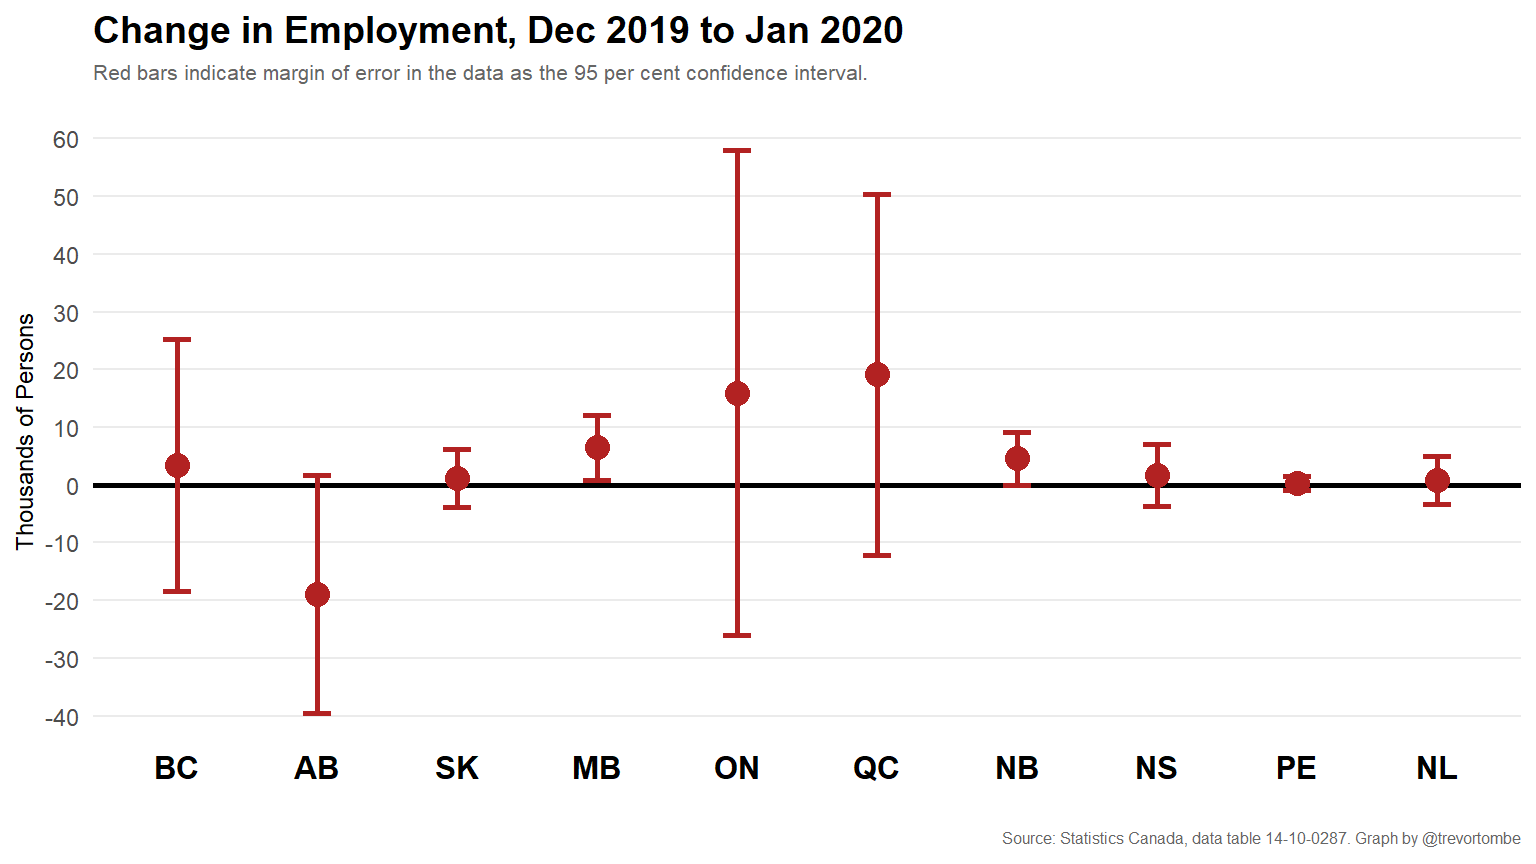 Change in Employment, Dec 2019 to Jan 2020
Red bars indicate margin of error in the data as the 95 per cent confidence interval.
Thousands of Persons
60
50
40
30
20
10
0
-10
-20
-30
-40
BC AB SK MB ON QC NB NS PE NL
Source: Statistics Canada, data table 14-10-0287. Graph by @trevortombe